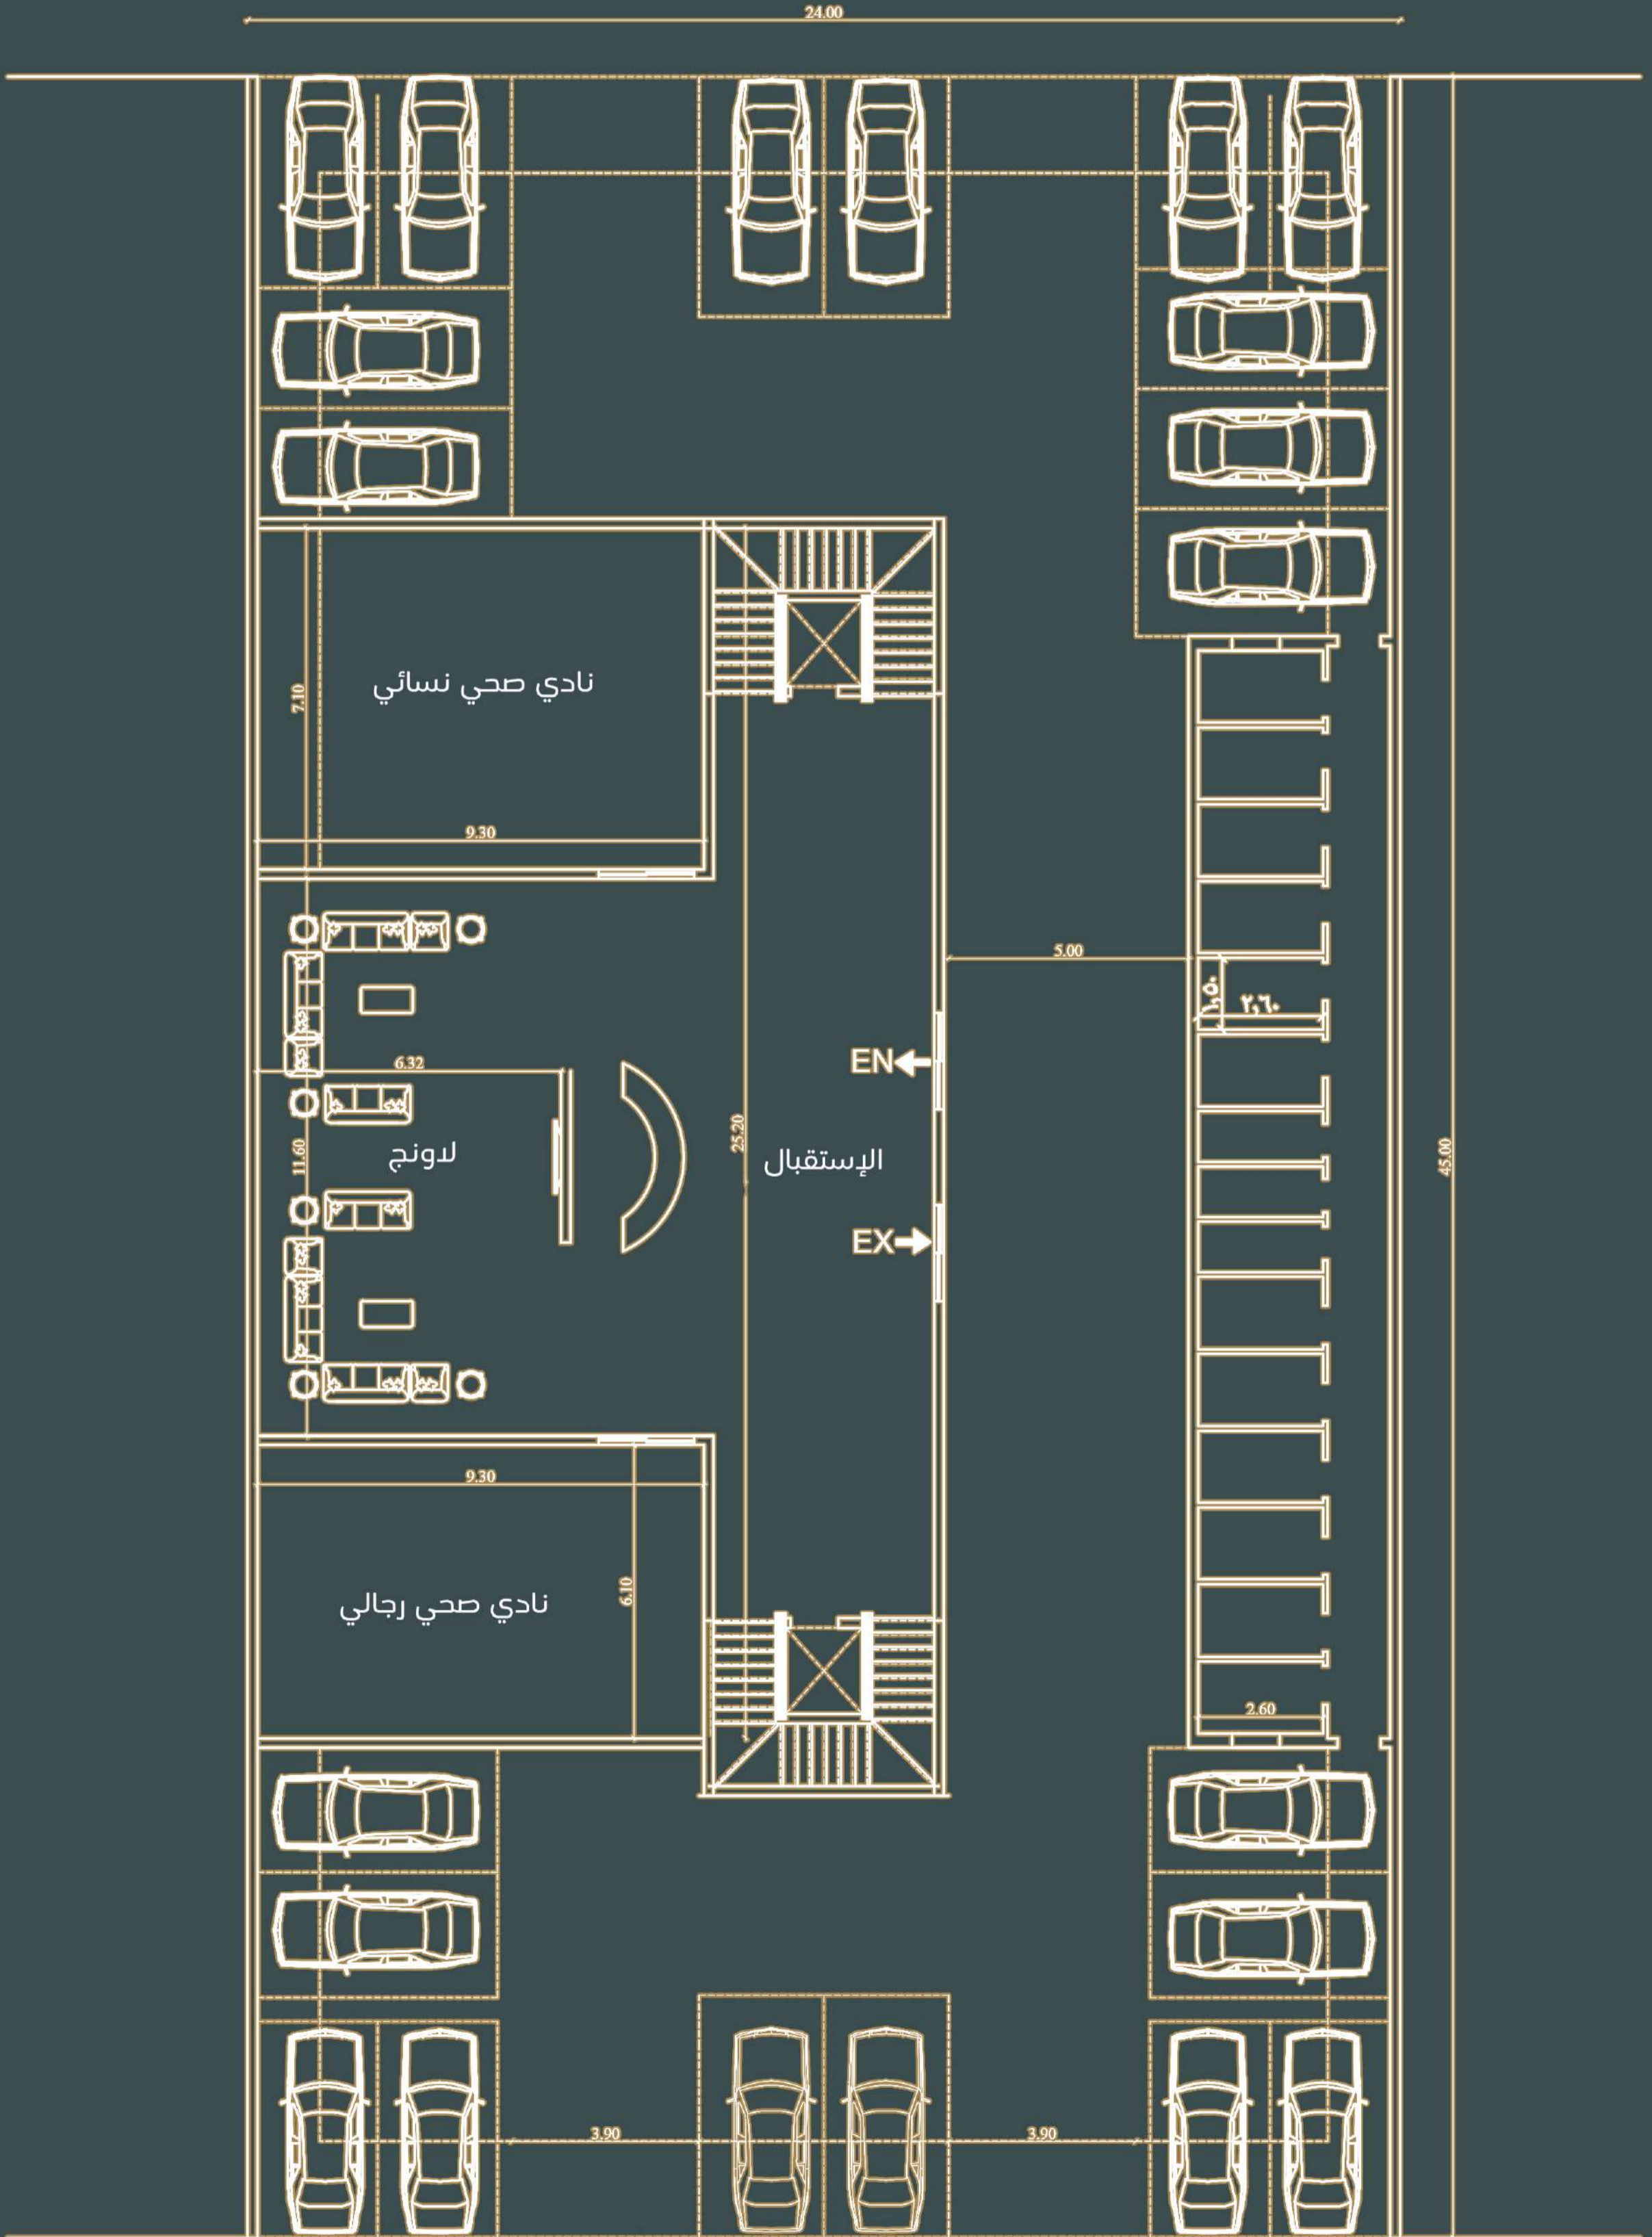 24.00
نادي صحي نسائي
7.10
9.30
5.00
١,٥٠
٢,٦٠
EN
6.32
25.20
لاونج
الإستقبال
11.60
45.00
EX
9.30
6.10
نادي صحي رجالي
2.60
3.90
3.90